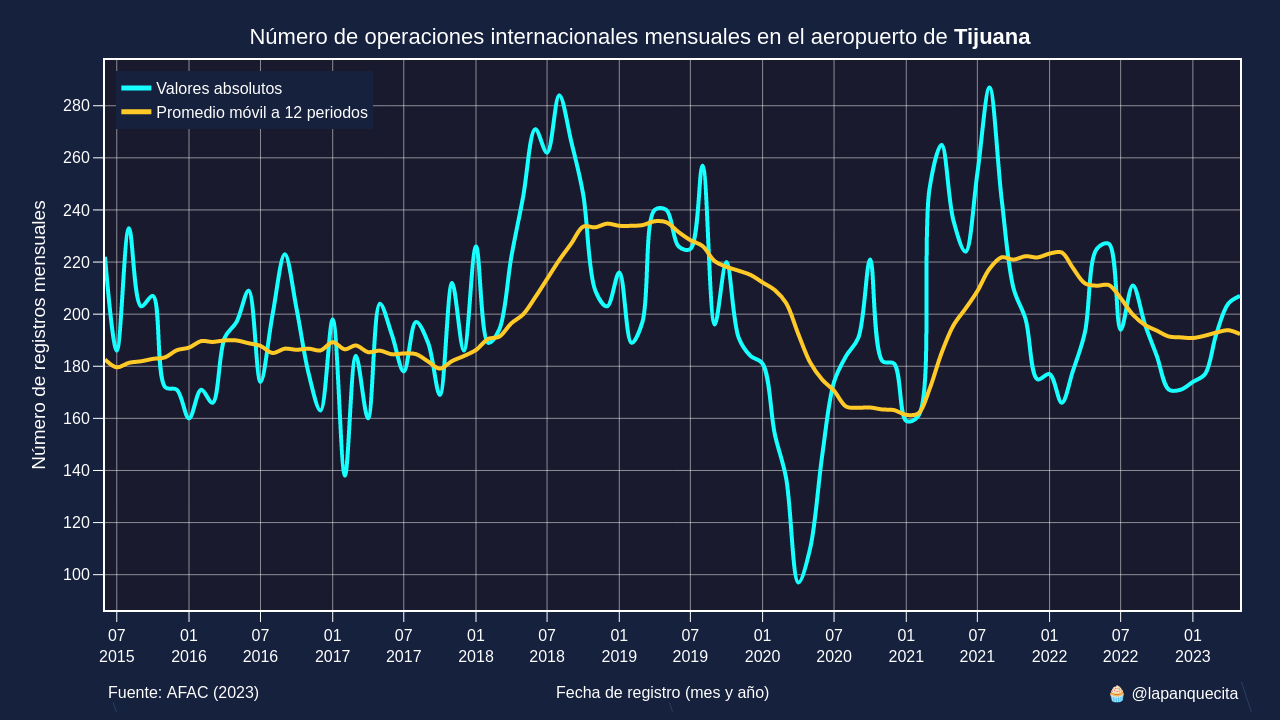 Número de operaciones internacionales mensuales en el aeropuerto de Tijuana
Valores absolutos
Promedio móvil a 12 periodos
Número de registros mensuales
280
260
240
220
200
180
160
140
120
100
07 01 07 01 07 01 07 01 07 01 07 01 07 01 07 01
2015 2016 2016 2017 2017 2018 2018 2019 2019 2020 2020 2021 2021 2022 2022 2023
Fuente: AFAC (2023) Fecha de registro (mes y año) 🧁 @lapanquecita